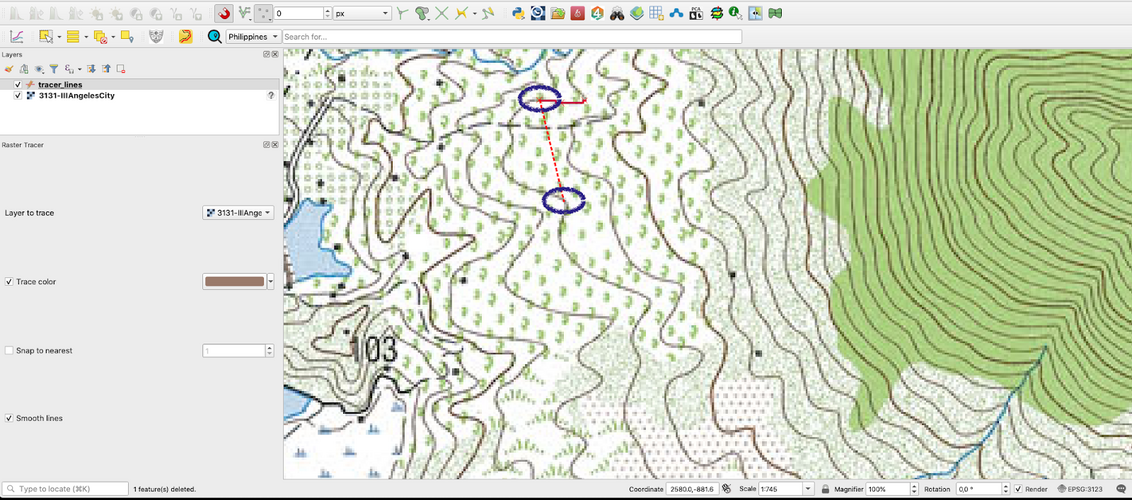 0 px
Philippines Search for...
Layers
tracer_lines
3131-IIIAngelesCity ?
Raster Tracer
Layer to trace 3131-IIIAnge
Trace color
103
Snap to nearest 1
Smooth lines
Type to locate (⌘K) 1 feature(s) deleted. Coordinate 2580.0,-881.6 Scale 1:745 Magnifier 100% Rotation 0,0 ° Render EPSG:3123